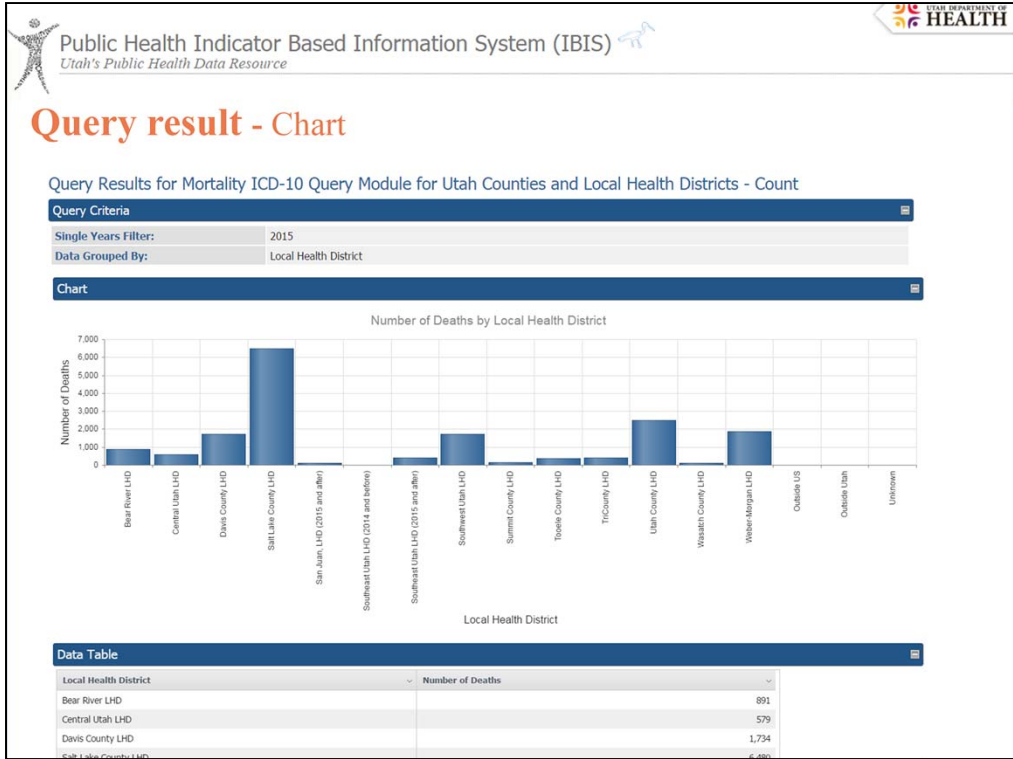 UTAH DEPARTMENT OF
HEALTH
Public Health Indicator Based Information System (IBIS)
Utah's Public Health Data Resource
Query result - Chart
Query Results for Mortality ICD-10 Query Module for Utah Counties and Local Health Districts - Count
Query Criteria
Single Years Filter: 2015
Data Grouped By: Local Health District
Chart
Number of Deaths by Local Health District
Number of Deaths
7,000
6,000
5,000
4,000
3,000
2,000
1,000
0
Bear River LHD
Central Utah LHD
Davis County LHD
Salt Lake County LHD
San Juan, LHD (2015 and after)
Southeast Utah LHD (2014 and before)
Southeast Utah LHD (2015 and after)
Southwest Utah LHD
Summit County LHD
Tooele County LHD
TriCounty LHD
Utah County LHD
Wasatch County LHD
Weber-Morgan LHD
Outside US
Outside Utah
Unknown
Local Health District
Data Table
Local Health District Number of Deaths
Bear River LHD 891
Central Utah LHD 579
Davis County LHD 1,734
Salt Lake County LHD 6,480